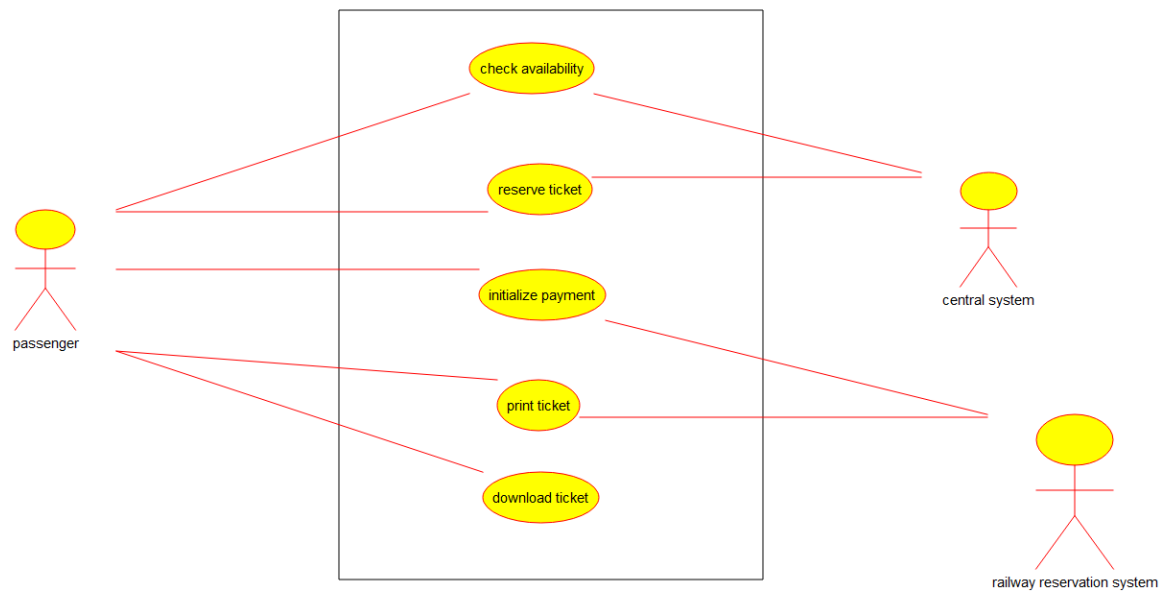 check availability
reserve ticket
initialize payment
print ticket
download ticket
passenger
central system
railway reservation system